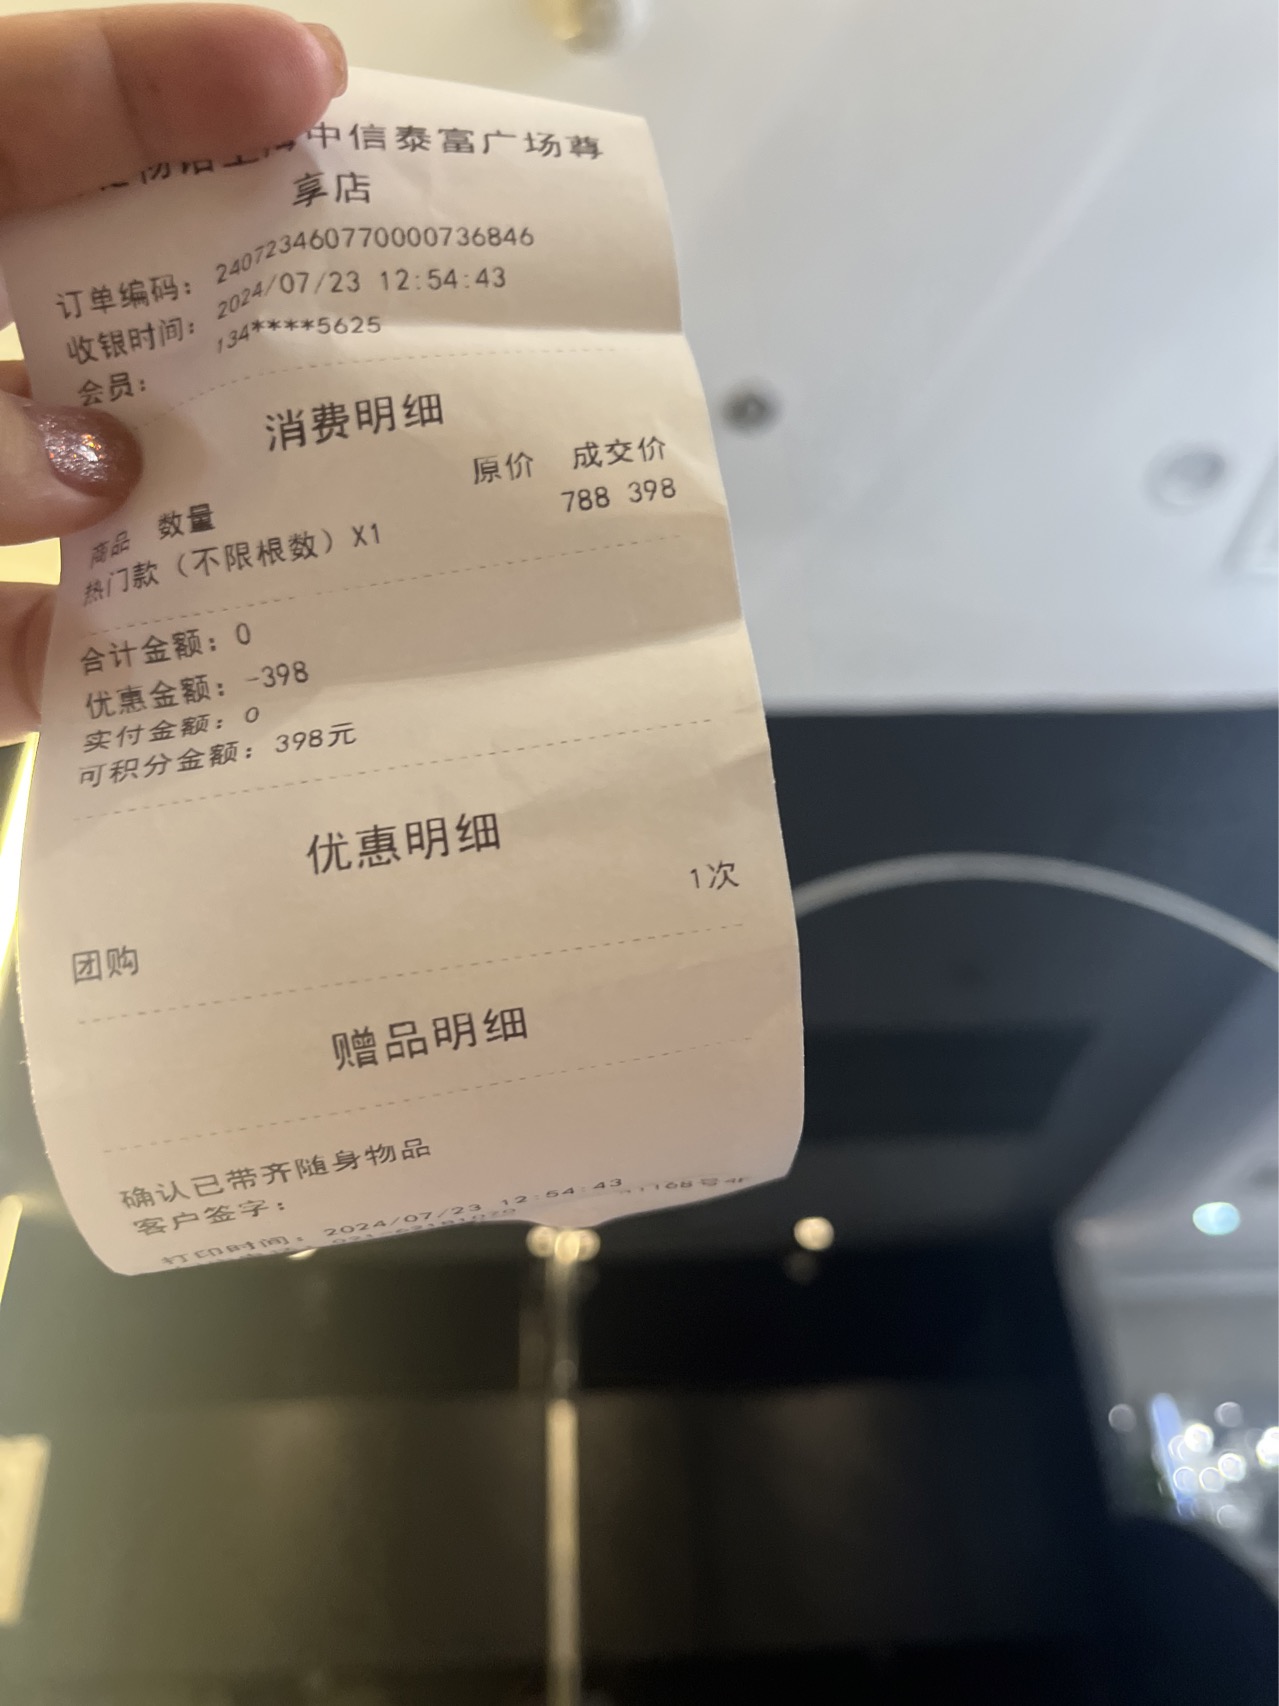 中信泰富广场尊
享店
订单编码: 240723460770000736846
收银时间: 2024/07/23 12:54:43
会员: 134****5625
消费明细
商品 数量 原价 成交价
热门款(不限根数)X1 788 398
合计金额: 0
优惠金额: -398
实付金额: 0
可积分金额: 398元
优惠明细
团购 1次
赠品明细
确认已带齐随身物品
客户签字:
打印时间: 2024/07/23 12:54:43